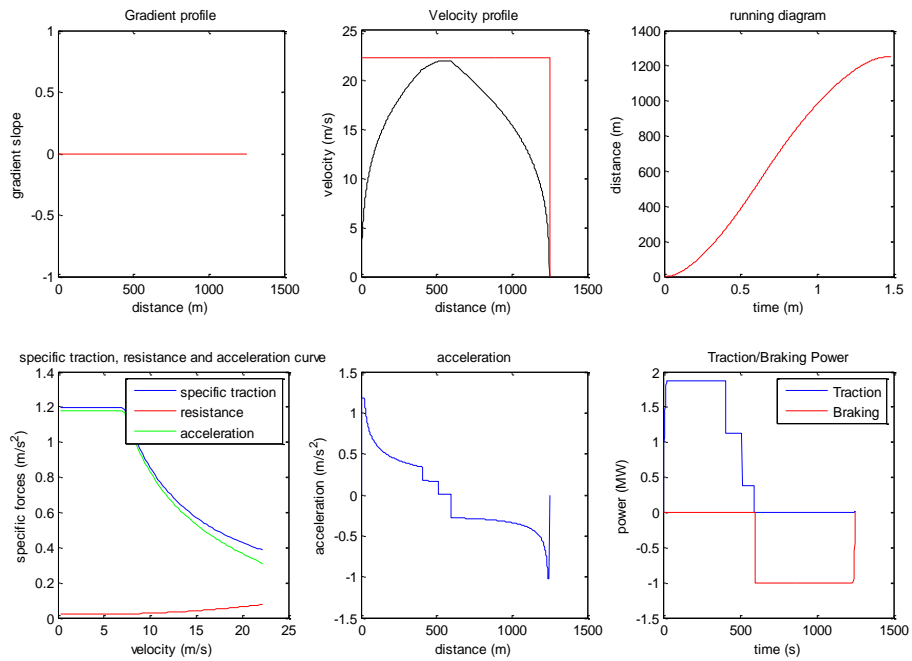 Gradient profile
1
0.5
0
-0.5
-1
0 500 1000 1500
gradient slope
distance (m)
Velocity profile
25
20
15
10
5
0
0 500 1000 1500
velocity (m/s)
distance (m)
running diagram
1400
1200
1000
800
600
400
200
0
0 0.5 1 1.5
distance (m)
time (m)
specific traction, resistance and acceleration curve
1.4
1.2
1
0.8
0.6
0.4
0.2
0
0 5 10 15 20 25
specific forces (m/s²)
velocity (m/s)
specific traction
resistance
acceleration
acceleration
1.5
1
0.5
0
-0.5
-1
-1.5
0 500 1000 1500
acceleration (m/s²)
distance (m)
Traction/Braking Power
2
1.5
1
0.5
0
-0.5
-1
-1.5
0 500 1000 1500
power (MW)
time (s)
Traction
Braking